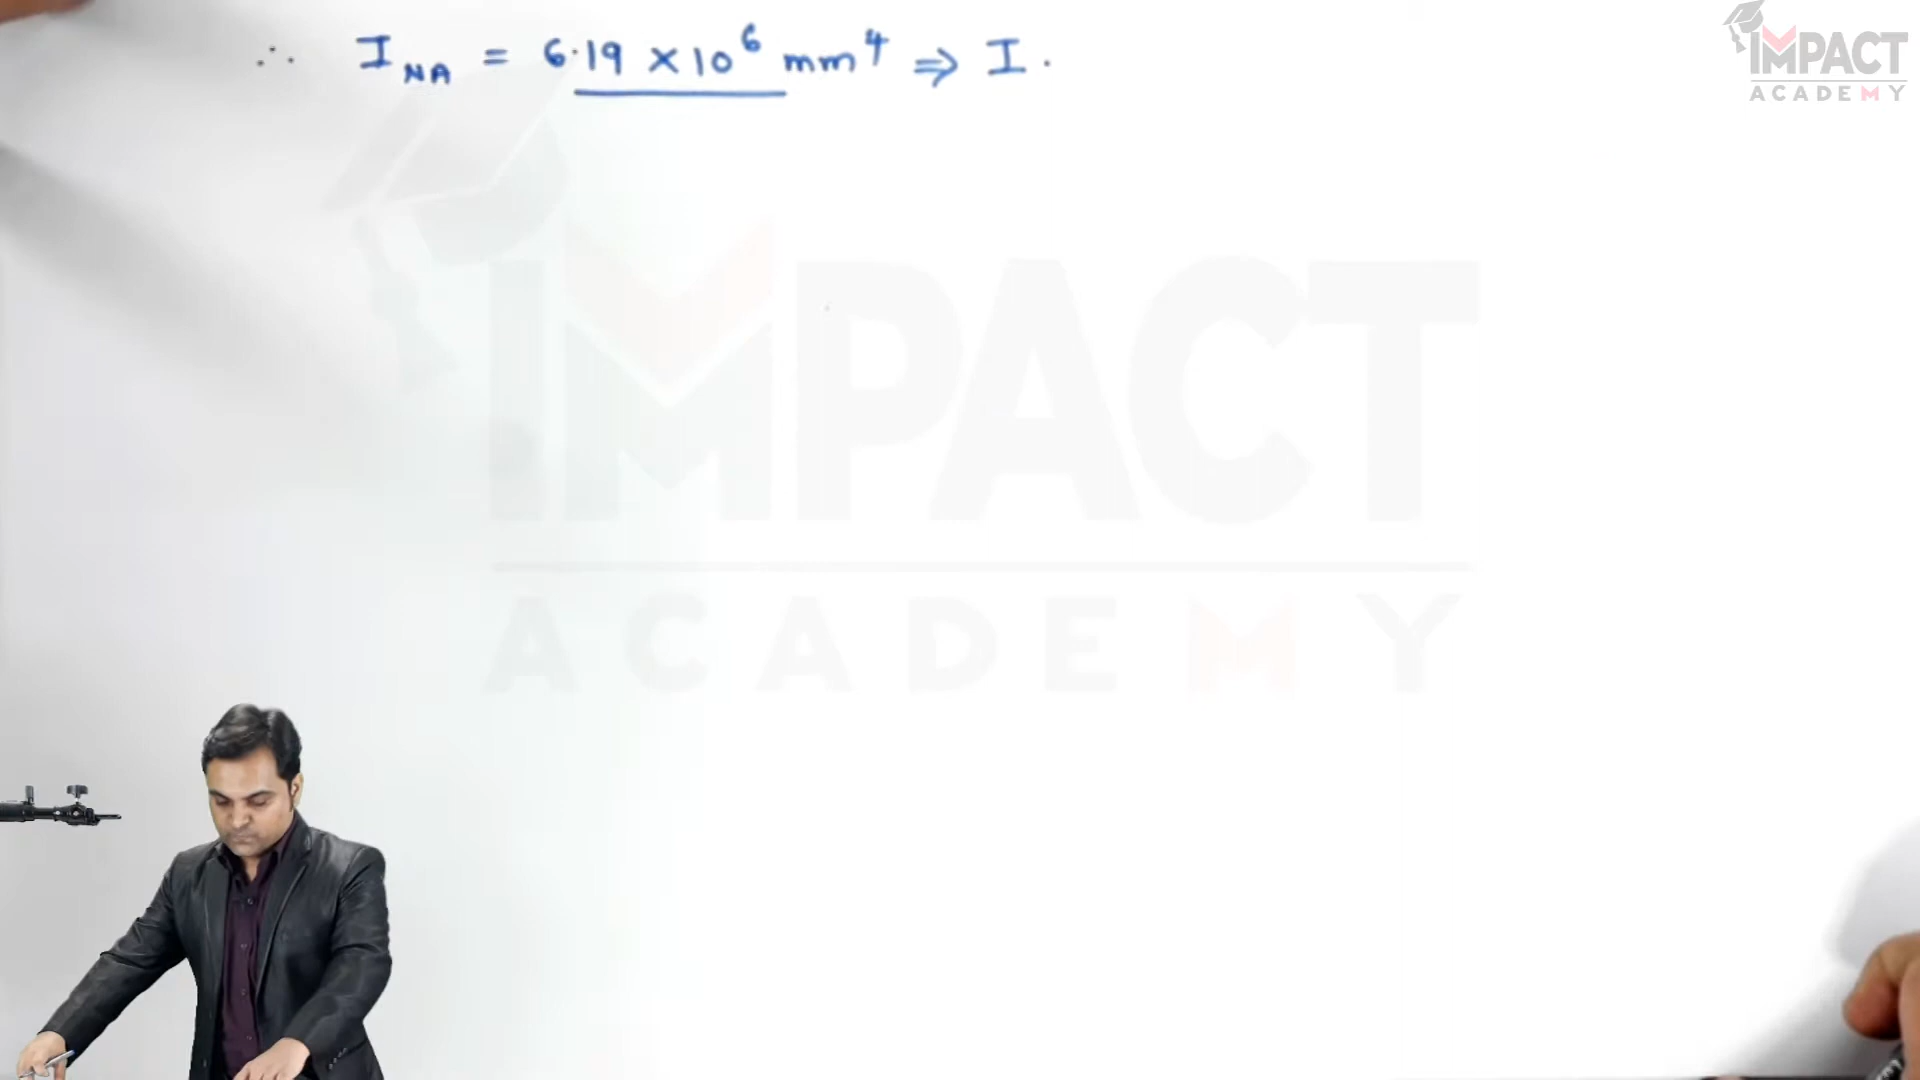 ∴ I_NA = 6.19 × 10^6 mm^4 ⇒ I.
IMPACT
ACADEMY
IMPACT
ACADEMY